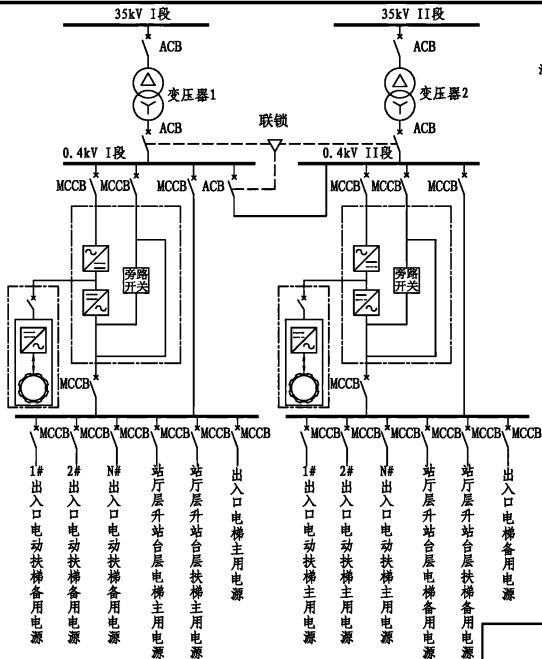 35kV I段
35kV II段
ACB
ACB
变压器1
变压器2
ACB
联锁
ACB
0.4kV I段
0.4kV II段
MCCB
MCCB
MCCB
ACB
MCCB
MCCB
MCCB
旁路
开关
旁路
开关
MCCB
MCCB
MCCB
MCCB
MCCB
MCCB
MCCB
MCCB
MCCB
MCCB
MCCB
MCCB
MCCB
MCCB
1#出入口电动扶梯备用电源
2#出入口电动扶梯备用电源
N#出入口电动扶梯备用电源
站厅层升站台层电梯主用电源
站厅层升站台层扶梯主用电源
出入口电梯主用电源
1#出入口电动扶梯主用电源
2#出入口电动扶梯主用电源
N#出入口电动扶梯主用电源
站厅层升站台层电梯备用电源
站厅层升站台层扶梯备用电源
出入口电梯备用电源